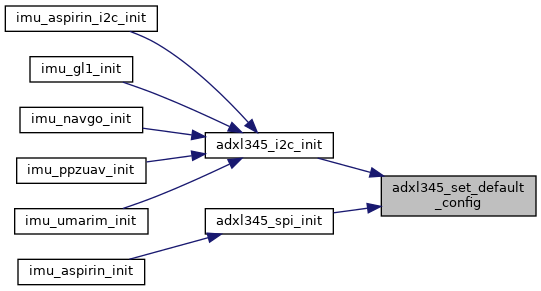 imu_aspirin_i2c_init
imu_gl1_init
imu_navgo_init
adxl345_i2c_init
imu_ppzuav_init
adxl345_set_default
_config
imu_umarim_init
adxl345_spi_init
imu_aspirin_init